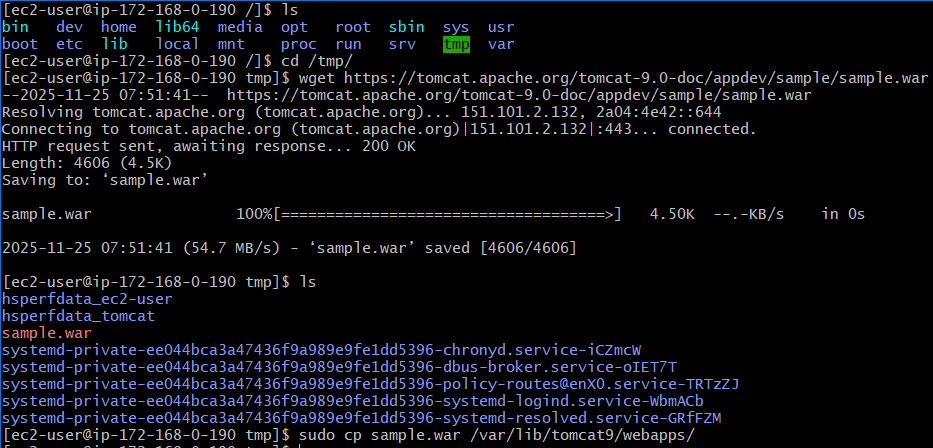 [ec2-user@ip-172-168-0-190 /]$ ls
bin  dev  home  lib64  media  opt  root  sbin  sys  usr
boot  etc  lib  local  mnt  proc  run  srv  tmp  var
[ec2-user@ip-172-168-0-190 /]$ cd /tmp/
[ec2-user@ip-172-168-0-190 tmp]$ wget https://tomcat.apache.org/tomcat-9.0-doc/appdev/sample/sample.war
--2025-11-25 07:51:41--  https://tomcat.apache.org/tomcat-9.0-doc/appdev/sample/sample.war
Resolving tomcat.apache.org (tomcat.apache.org)... 151.101.2.132, 2a04:4e42::644
Connecting to tomcat.apache.org (tomcat.apache.org)|151.101.2.132|:443... connected.
HTTP request sent, awaiting response... 200 OK
Length: 4606 (4.5K)
Saving to: ‘sample.war’
sample.war                100%[====================================>]   4.50K  --.-KB/s    in 0s
2025-11-25 07:51:41 (54.7 MB/s) - ‘sample.war’ saved [4606/4606]
[ec2-user@ip-172-168-0-190 tmp]$ ls
hsperfdata_ec2-user
hsperfdata_tomcat
sample.war
systemd-private-ee044bca3a47436f9a989e9fe1dd5396-chronyd.service-iCZmcW
systemd-private-ee044bca3a47436f9a989e9fe1dd5396-dbus-broker.service-oIET7T
systemd-private-ee044bca3a47436f9a989e9fe1dd5396-policy-routes@enX0.service-TRTzZJ
systemd-private-ee044bca3a47436f9a989e9fe1dd5396-systemd-logind.service-WbmACb
systemd-private-ee044bca3a47436f9a989e9fe1dd5396-systemd-resolved.service-GRfFZM
[ec2-user@ip-172-168-0-190 tmp]$ sudo cp sample.war /var/lib/tomcat9/webapps/